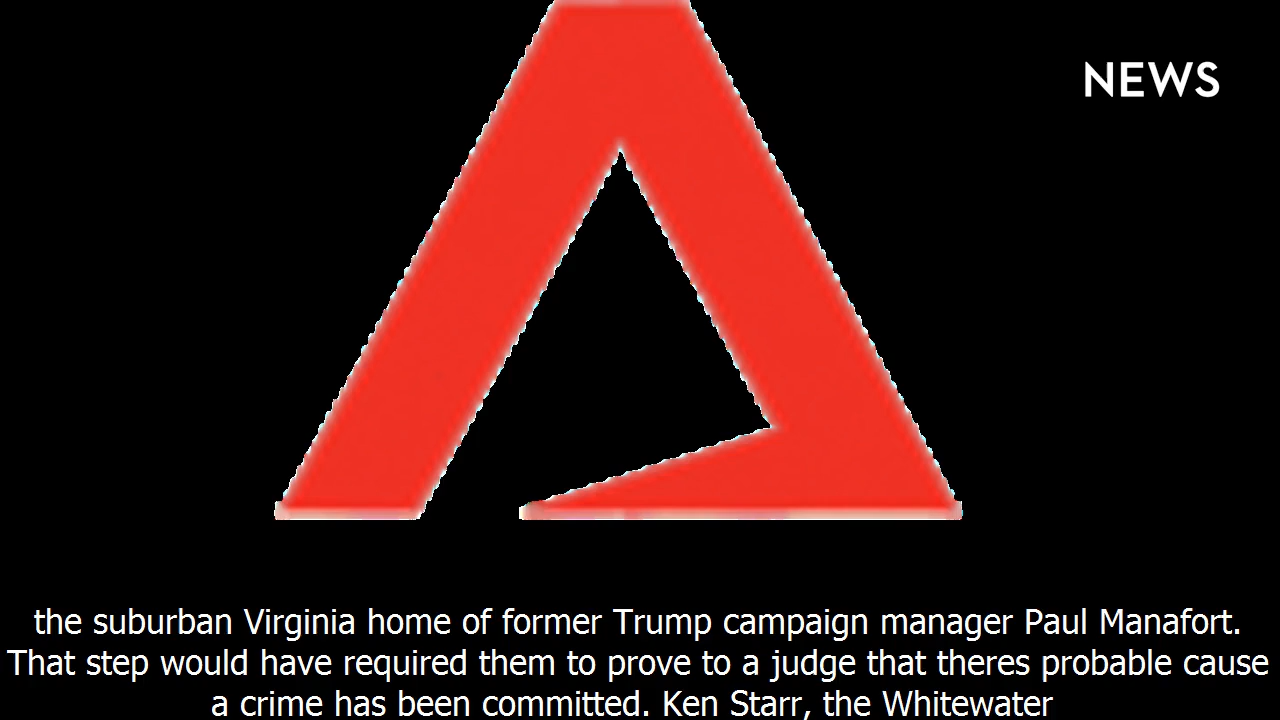 NEWS
the suburban Virginia home of former Trump campaign manager Paul Manafort.
That step would have required them to prove to a judge that theres probable cause
a crime has been committed. Ken Starr, the Whitewater